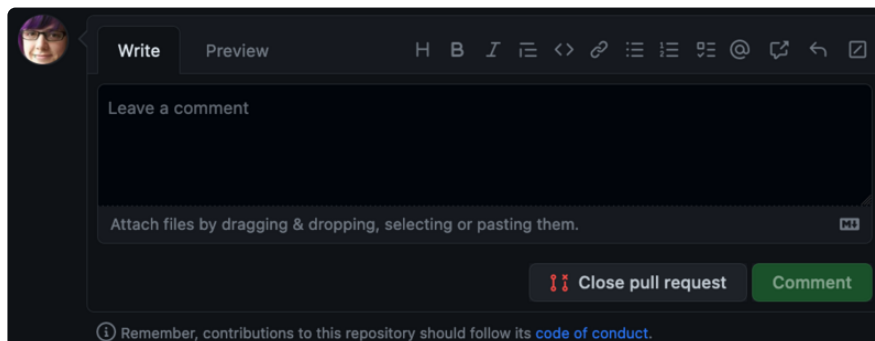 Write Preview H B I <> @
Leave a comment
Attach files by dragging & dropping, selecting or pasting them. M↓
Close pull request Comment
Remember, contributions to this repository should follow its code of conduct.